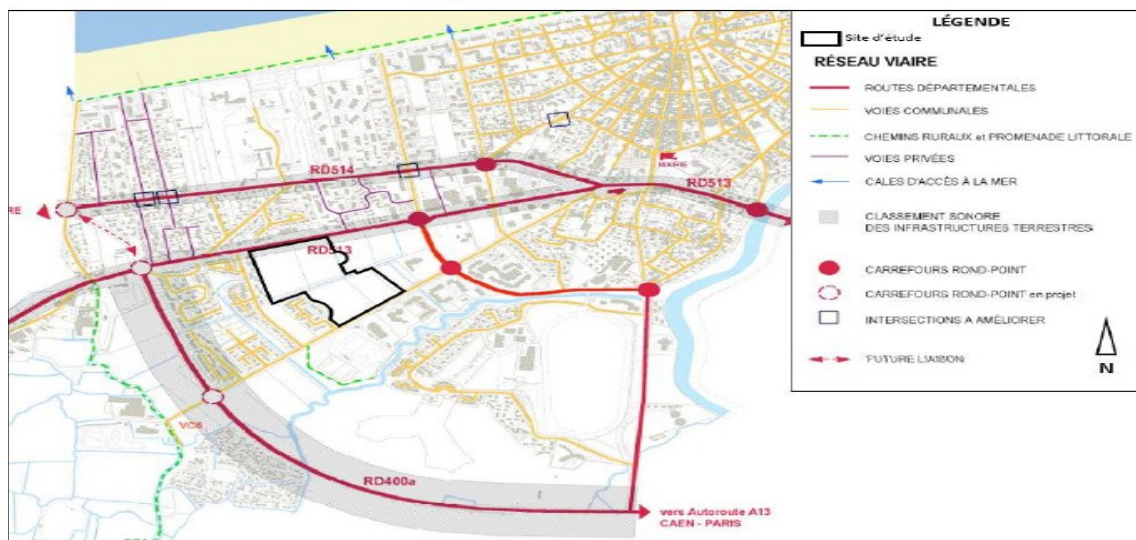 RD514
RD513
MAIRIE
RD513
VC6
RD400a
vers Autoroute A13
CAEN - PARIS
LÉGENDE
Site d'étude
RÉSEAU VIAIRE
ROUTES DÉPARTEMENTALES
VOIES COMMUNALES
CHEMINS RURAUX et PROMENADE LITTORALE
VOIES PRIVÉES
CALES D'ACCÈS À LA MER
CLASSEMENT SONORE
DES INFRASTRUCTURES TERRESTRES
CARREFOURS ROND-POINT
CARREFOURS ROND-POINT en projet
INTERSECTIONS A AMÉLIORER
FUTURE LIAISON
N